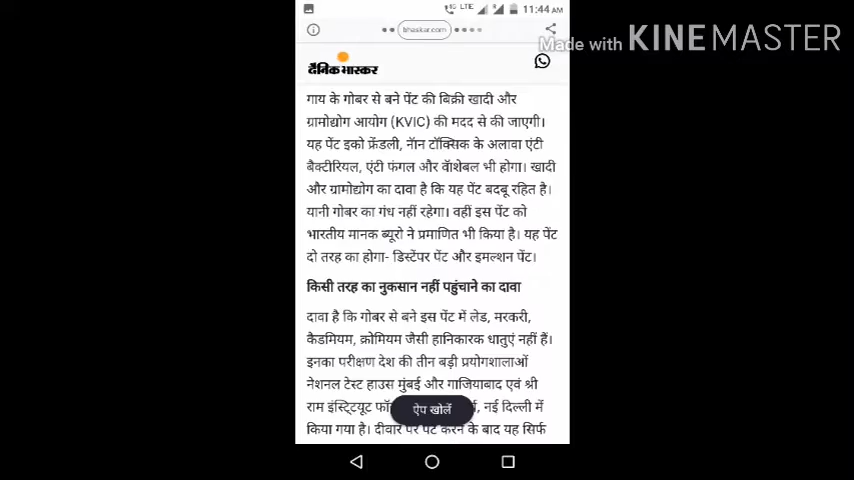 LTE 11:44 AM
bhaskar.com
Made with KINEMASTER
दैनिक भास्कर
गाय के गोबर से बने पेंट की बिक्री खादी और
ग्रामोद्योग आयोग (KVIC) की मदद से की जाएगी।
यह पेंट इको फ्रेंडली, नॅान टॉक्सिक के अलावा एंटी
बैक्टीरियल, एंटी फंगल और वॅाशेबल भी होगा। खादी
और ग्रामोद्योग का दावा है कि यह पेंट बदबू रहित है।
यानी गोबर का गंध नहीं रहेगा। वहीं इस पेंट को
भारतीय मानक ब्यूरो ने प्रमाणित भी किया है। यह पेंट
दो तरह का होगा- डिस्टेंपर पेंट और इमल्शन पेंट।
किसी तरह का नुकसान नहीं पहुंचाने का दावा
दावा है कि गोबर से बने इस पेंट में लेड, मरकरी,
कैडमियम, क्रोमियम जैसी हानिकारक धातुएं नहीं हैं।
इनका परीक्षण देश की तीन बड़ी प्रयोगशालाओं
नेशनल टेस्ट हाउस मुंबई और गाजियाबाद एवं श्री
राम इंस्टि्यूट नई दिल्ली में
ऐप खोलें
किया गया है। दीवार पर पेंट करने के बाद यह सिर्फ